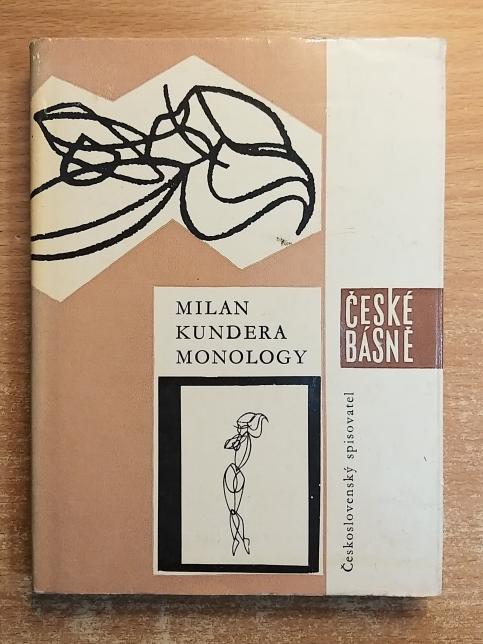 MILAN
KUNDERA
MONOLOGY
ČESKÉ
BÁSNĚ
Československý spisovatel